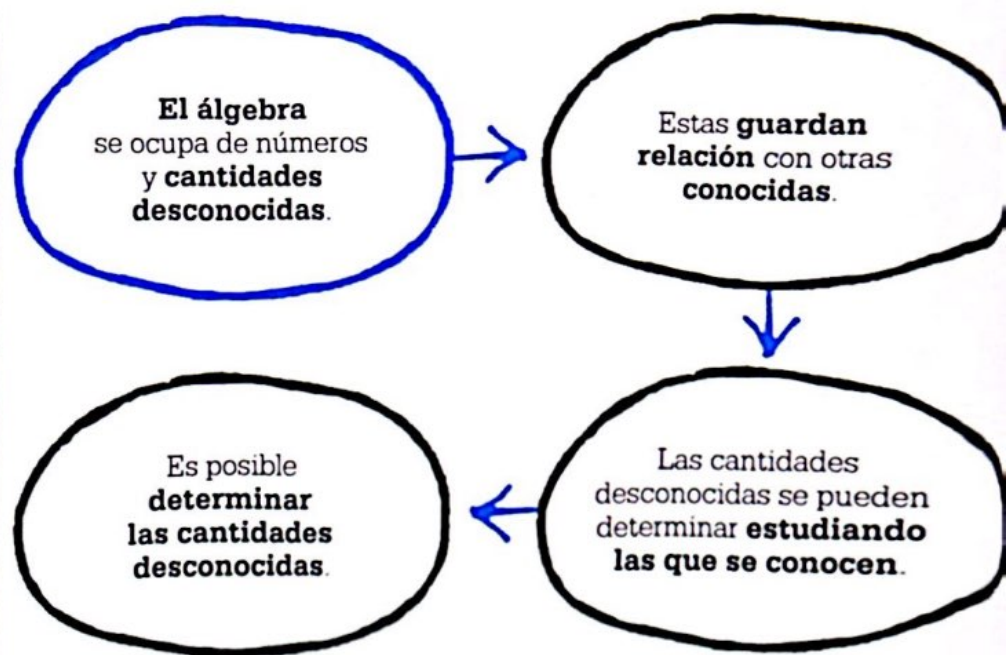 El álgebra
se ocupa de números
y cantidades
desconocidas.
Estas guardan
relación con otras
conocidas.
Las cantidades
desconocidas se pueden
determinar estudiando
las que se conocen.
Es posible
determinar
las cantidades
desconocidas.